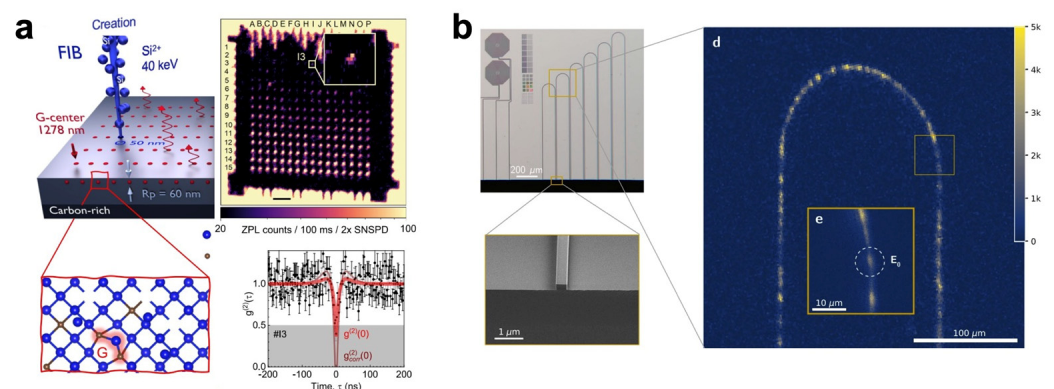 a
Creation
FIB
Si²⁺
40 keV
Si
G-center
1278 nm
Ø 50 nm
Rp = 60 nm
Carbon-rich
A B C D E F G H I J K L M N O P
1
2
3
4
5
6
7
8
9
10
11
12
13
14
15
I3
20
100
ZPL counts / 100 ms / 2x SNSPD
G
g⁽²⁾(τ)
1.0
0.5
0.0
#I3
g⁽²⁾(0)
-200 -100 0 100 200
Time, τ (ns)
b
200 µm
1 µm
d
e
E₀
10 µm
100 µm
5k
4k
3k
2k
1k
0